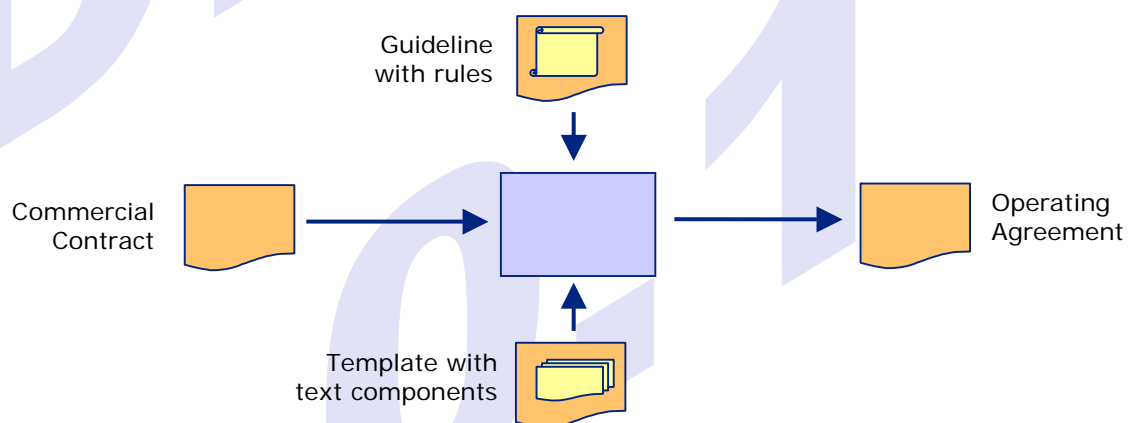 Guideline
with rules
Commercial
Contract
Operating
Agreement
Template with
text components